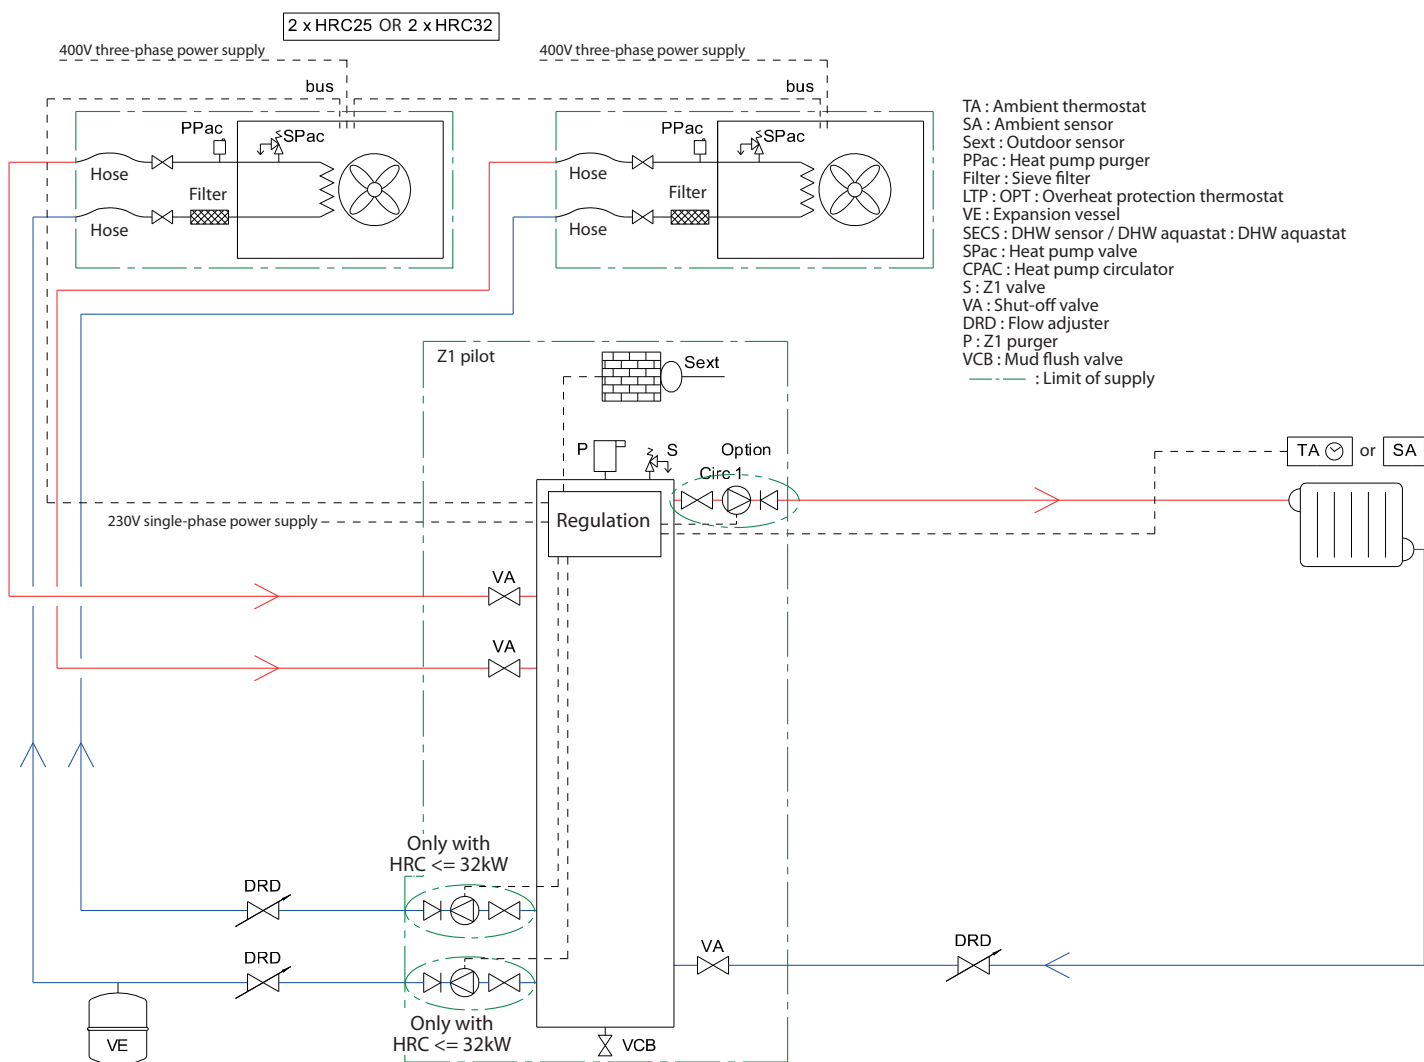 2 x HRC25 OR 2 x HRC32
400V three-phase power supply
400V three-phase power supply
bus
bus
PPac
SPac
PPac
SPac
Hose
Filter
Hose
Hose
Filter
Hose
TA : Ambient thermostat
SA : Ambient sensor
Sext : Outdoor sensor
PPac : Heat pump purger
Filter : Sieve filter
LTP : OPT : Overheat protection thermostat
VE : Expansion vessel
SECS : DHW sensor / DHW aquastat : DHW aquastat
SPac : Heat pump valve
CPAC : Heat pump circulator
S : Z1 valve
VA : Shut-off valve
DRD : Flow adjuster
P : Z1 purger
VCB : Mud flush valve
: Limit of supply
Z1 pilot
Sext
P
S
Option
Circ 1
TA
or
SA
230V single-phase power supply
Regulation
VA
VA
Only with
HRC <= 32kW
DRD
DRD
VA
DRD
Only with
HRC <= 32kW
VE
VCB